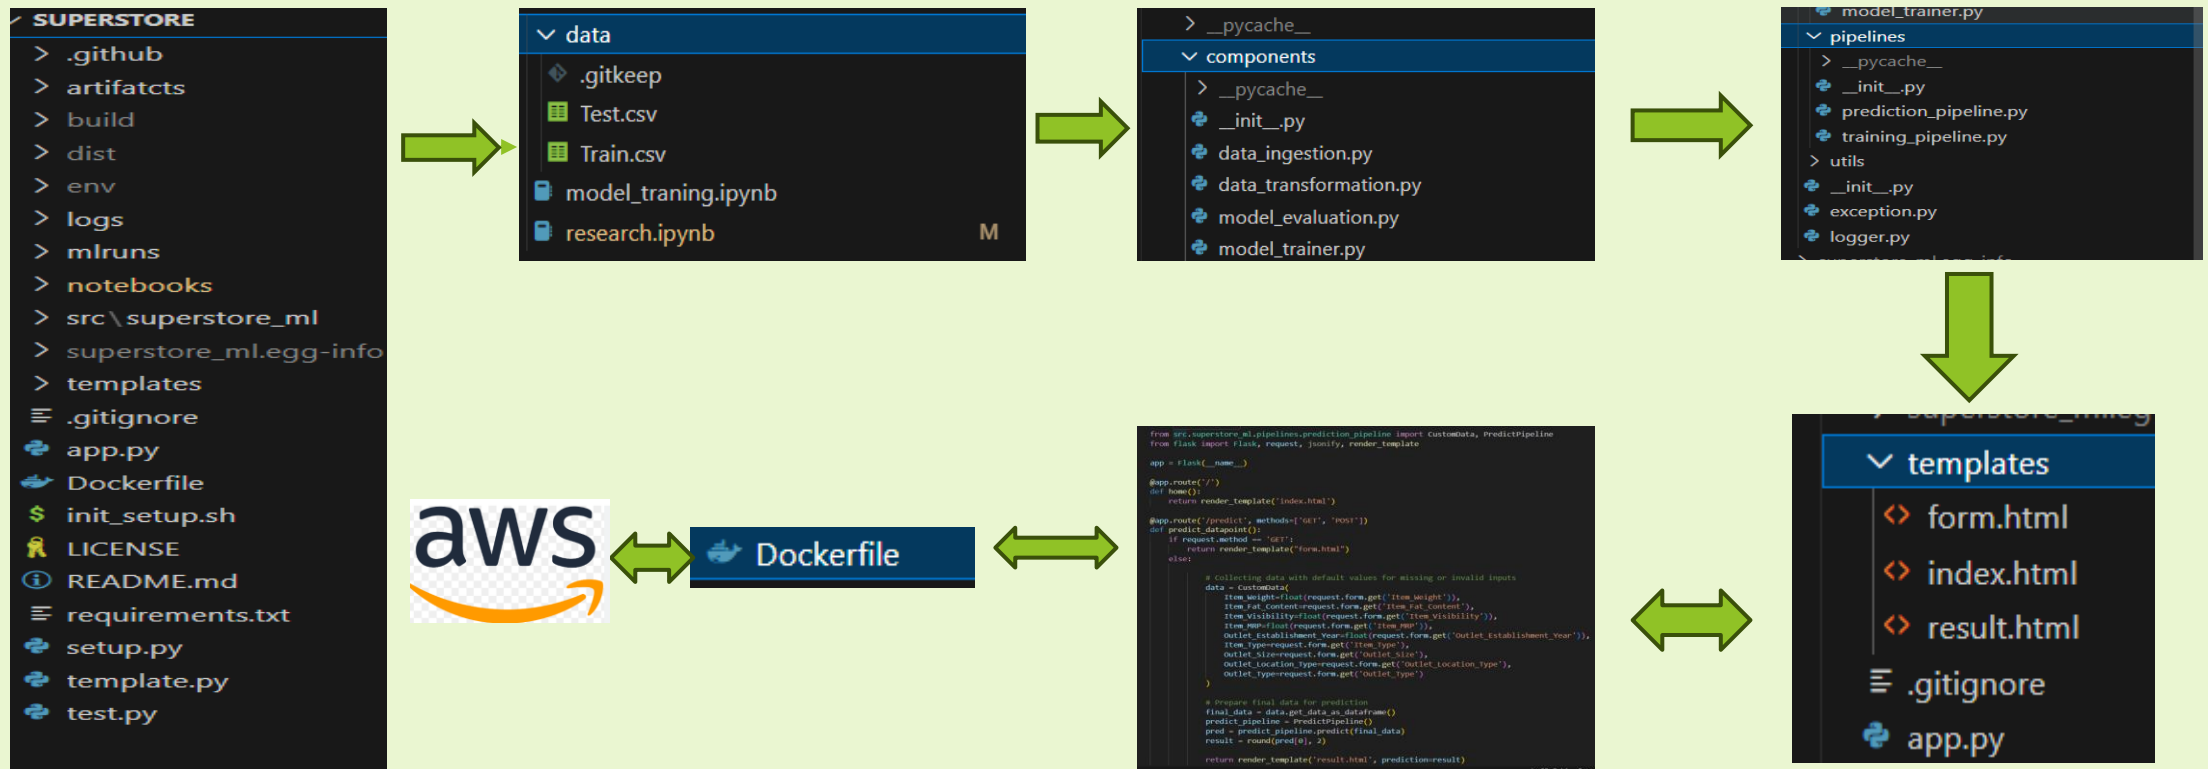 SUPERSTORE
.github
artifatcts
build
dist
env
logs
mlruns
notebooks
src\superstore_ml
superstore_ml.egg-info
templates
.gitignore
app.py
Dockerfile
init_setup.sh
LICENSE
README.md
requirements.txt
setup.py
template.py
test.py
data
.gitkeep
Test.csv
Train.csv
model_traning.ipynb
research.ipynb M
__pycache__
components
__pycache__
__init__.py
data_ingestion.py
data_transformation.py
model_evaluation.py
model_trainer.py
model_trainer.py
pipelines
__pycache__
__init__.py
prediction_pipeline.py
training_pipeline.py
utils
__init__.py
exception.py
logger.py
templates
form.html
index.html
result.html
.gitignore
app.py
from src.superstore_ml.pipelines.prediction_pipeline import CustomData, PredictPipeline
from flask import Flask, request, jsonify, render_template
app = Flask(__name__)
@app.route('/')
def home():
return render_template('index.html')
@app.route('/predict', methods=['GET', 'POST'])
def predict_datapoint():
if request.method == 'GET':
return render_template("form.html")
else:
# Collecting data with default values for missing or invalid inputs
data = CustomData(
Item_Weight=float(request.form.get('Item_Weight')),
Item_Fat_Content=request.form.get('Item_Fat_Content'),
Item_Visibility=float(request.form.get('Item_Visibility')),
Item_MRP=float(request.form.get('Item_MRP')),
Outlet_Establishment_Year=float(request.form.get('Outlet_Establishment_Year')),
Item_Type=request.form.get('Item_Type'),
Outlet_Size=request.form.get('Outlet_Size'),
Outlet_Location_Type=request.form.get('Outlet_Location_Type'),
Outlet_Type=request.form.get('Outlet_Type')
)
# Prepare final data for prediction
final_data = data.get_data_as_dataframe()
predict_pipeline = PredictPipeline()
pred = predict_pipeline.predict(final_data)
result = round(pred[0], 2)
return render_template('result.html', prediction=result)
Dockerfile
aws